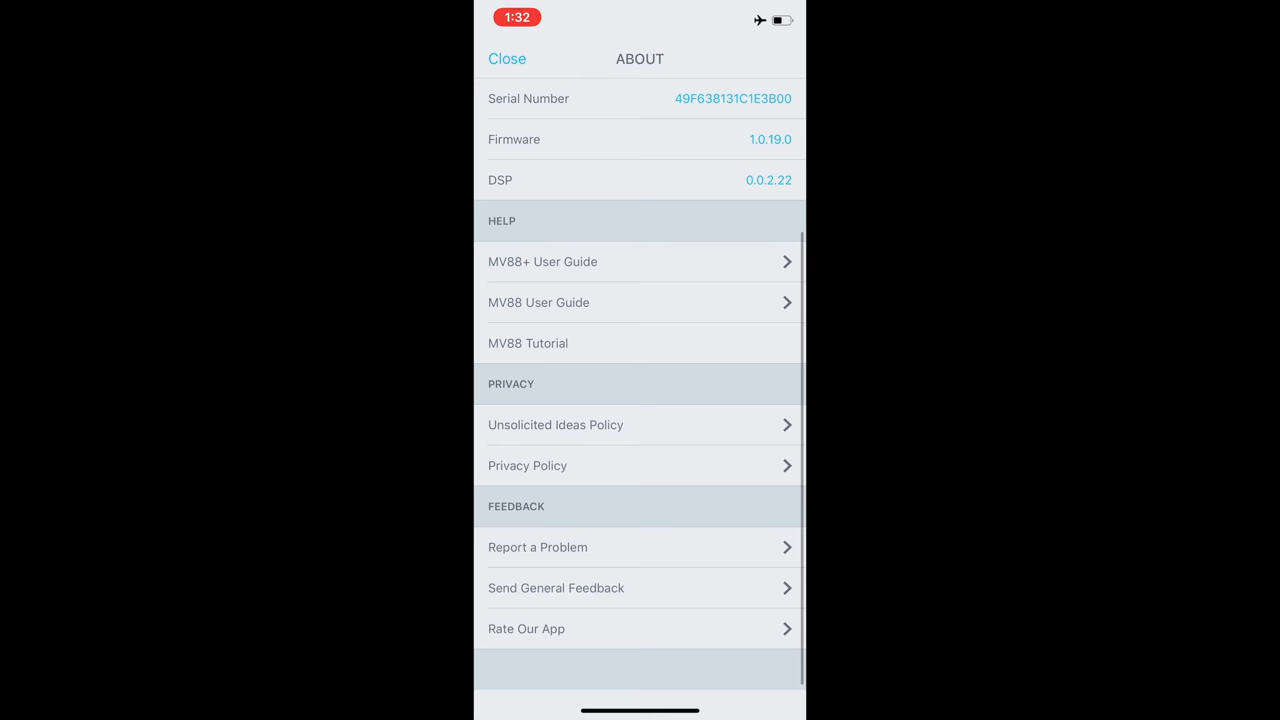 1:32
Close ABOUT
Serial Number 49F638131C1E3B00
Firmware 1.0.19.0
DSP 0.0.2.22
HELP
MV88+ User Guide
MV88 User Guide
MV88 Tutorial
PRIVACY
Unsolicited Ideas Policy
Privacy Policy
FEEDBACK
Report a Problem
Send General Feedback
Rate Our App